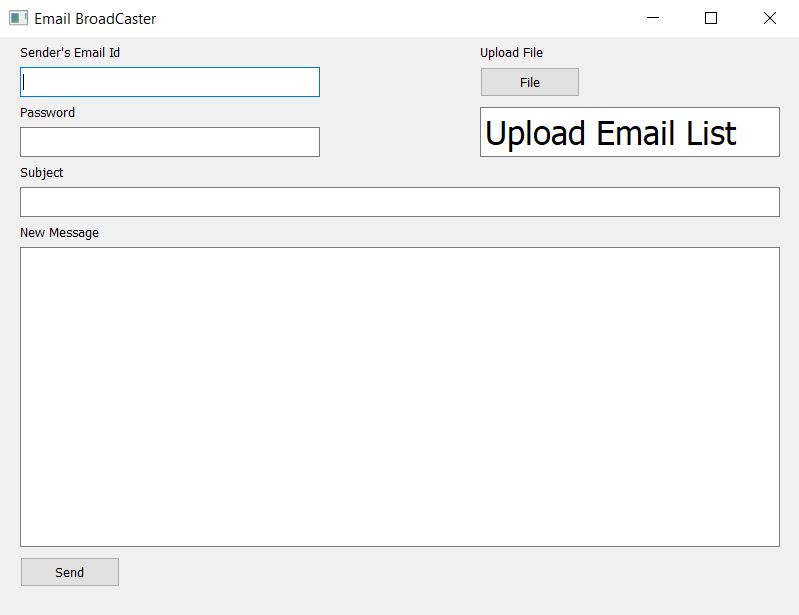 Email BroadCaster
Sender's Email Id
Upload File
File
Password
Upload Email List
Subject
New Message
Send